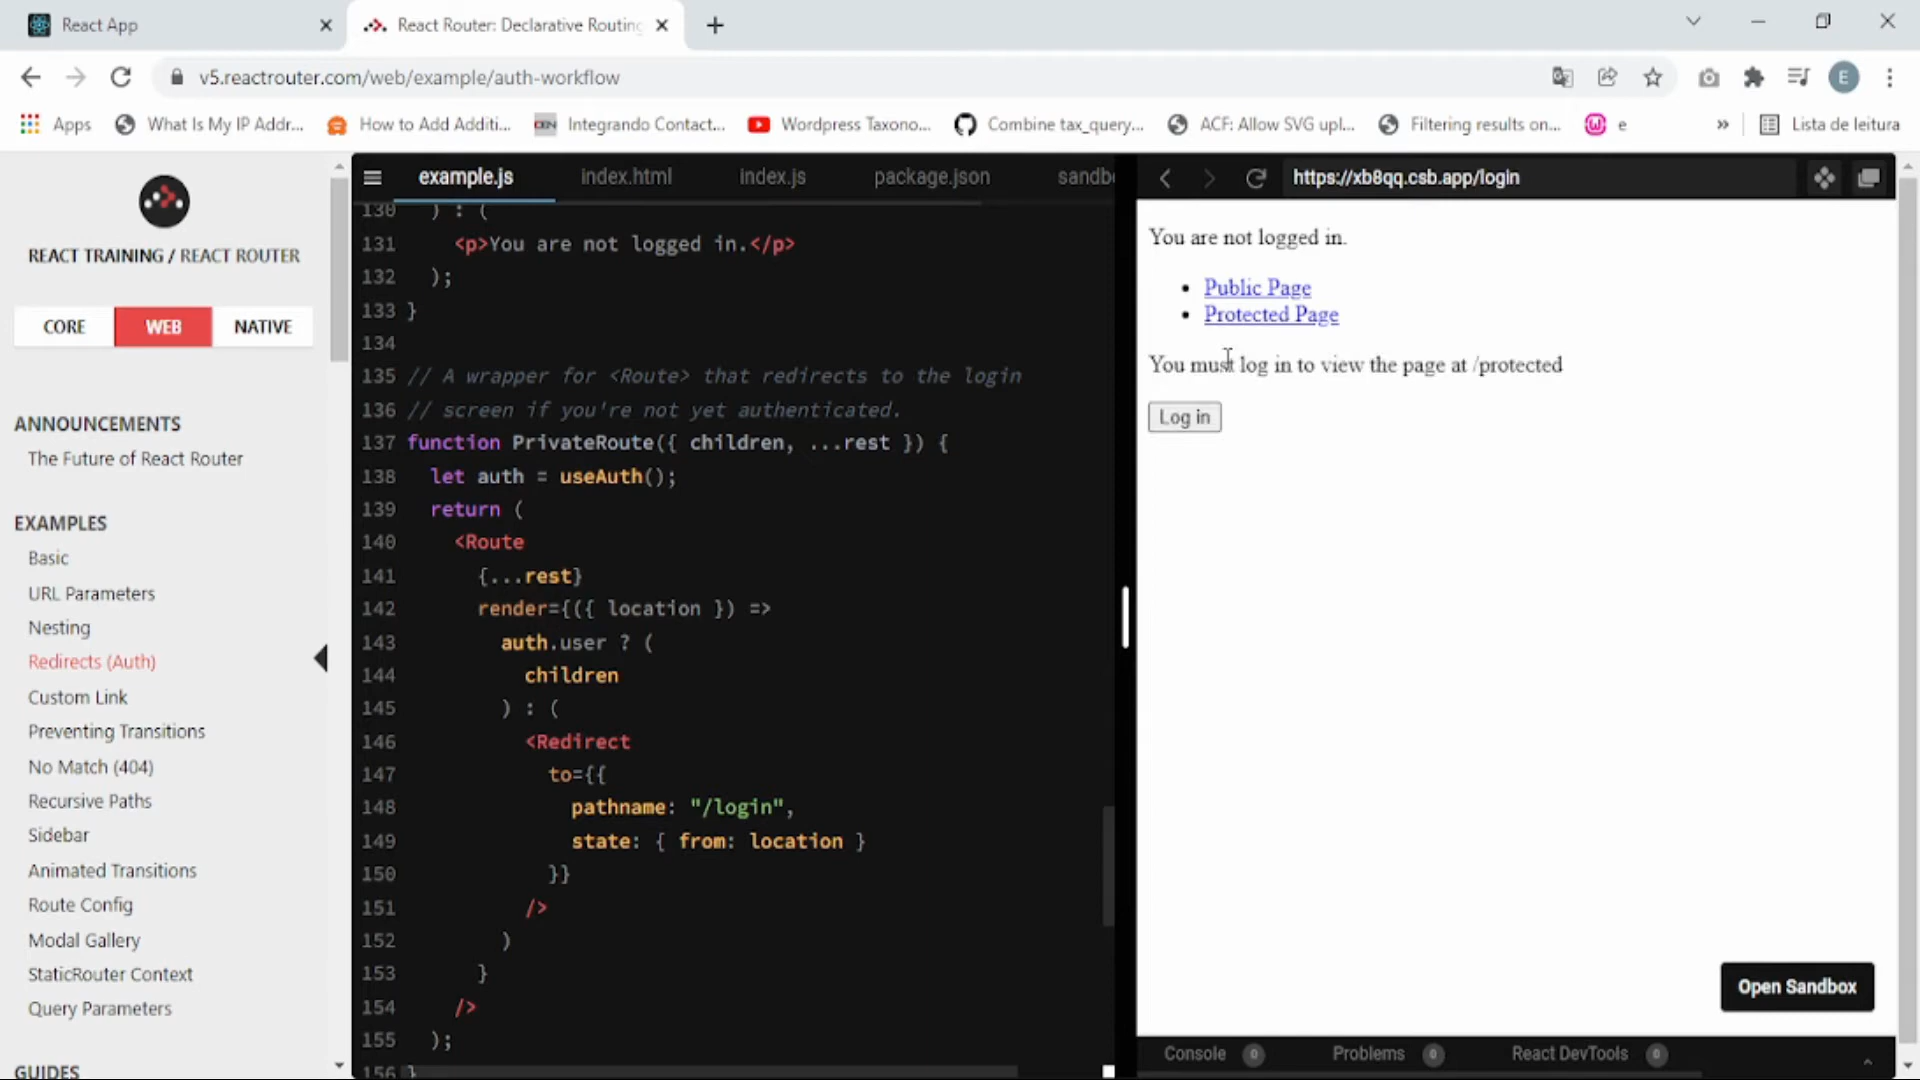 React App
React Router: Declarative Routing
v5.reactrouter.com/web/example/auth-workflow
E
Apps
What Is My IP Addr...
How to Add Additi...
Integrando Contact...
Wordpress Taxono...
Combine tax_query...
ACF: Allow SVG upl...
Filtering results on...
e
»
Lista de leitura
REACT TRAINING / REACT ROUTER
CORE
WEB
NATIVE
ANNOUNCEMENTS
The Future of React Router
EXAMPLES
Basic
URL Parameters
Nesting
Redirects (Auth)
Custom Link
Preventing Transitions
No Match (404)
Recursive Paths
Sidebar
Animated Transitions
Route Config
Modal Gallery
StaticRouter Context
Query Parameters
GUIDES
example.js
index.html
index.js
package.json
sandbo
130 ) : (
131 <p>You are not logged in.</p>
132 );
133 }
134
135 // A wrapper for <Route> that redirects to the login
136 // screen if you're not yet authenticated.
137 function PrivateRoute({ children, ...rest }) {
138 let auth = useAuth();
139 return (
140 <Route
141 {...rest}
142 render={({ location }) =>
143 auth.user ? (
144 children
145 ) : (
146 <Redirect
147 to={{
148 pathname: "/login",
149 state: { from: location }
150 }}
151 />
152 )
153 }
154 />
155 );
156 }
https://xb8qq.csb.app/login
You are not logged in.
Public Page
Protected Page
You must log in to view the page at /protected
Log in
Open Sandbox
Console 0
Problems 0
React DevTools 0